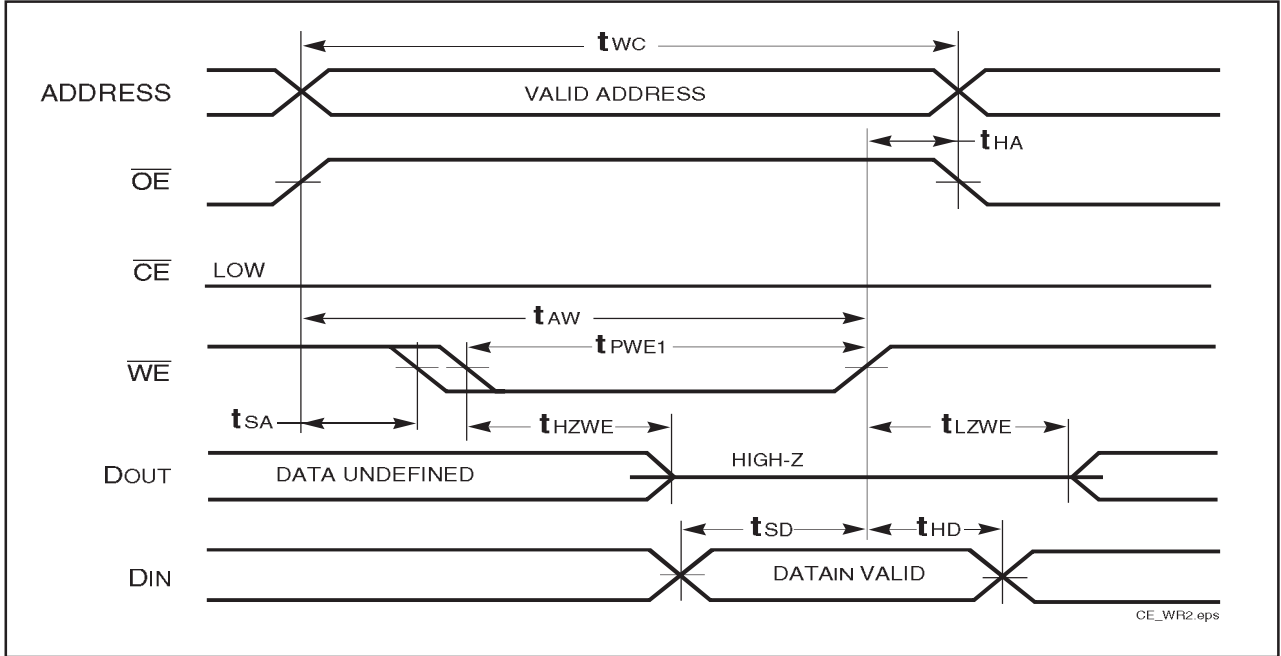 tWC
ADDRESS
VALID ADDRESS
tHA
OE
CE
LOW
tAW
WE
tPWE1
tSA
tHZWE
tLZWE
DOUT
DATA UNDEFINED
HIGH-Z
tSD
tHD
DIN
DATAIN VALID
CE_WR2.eps